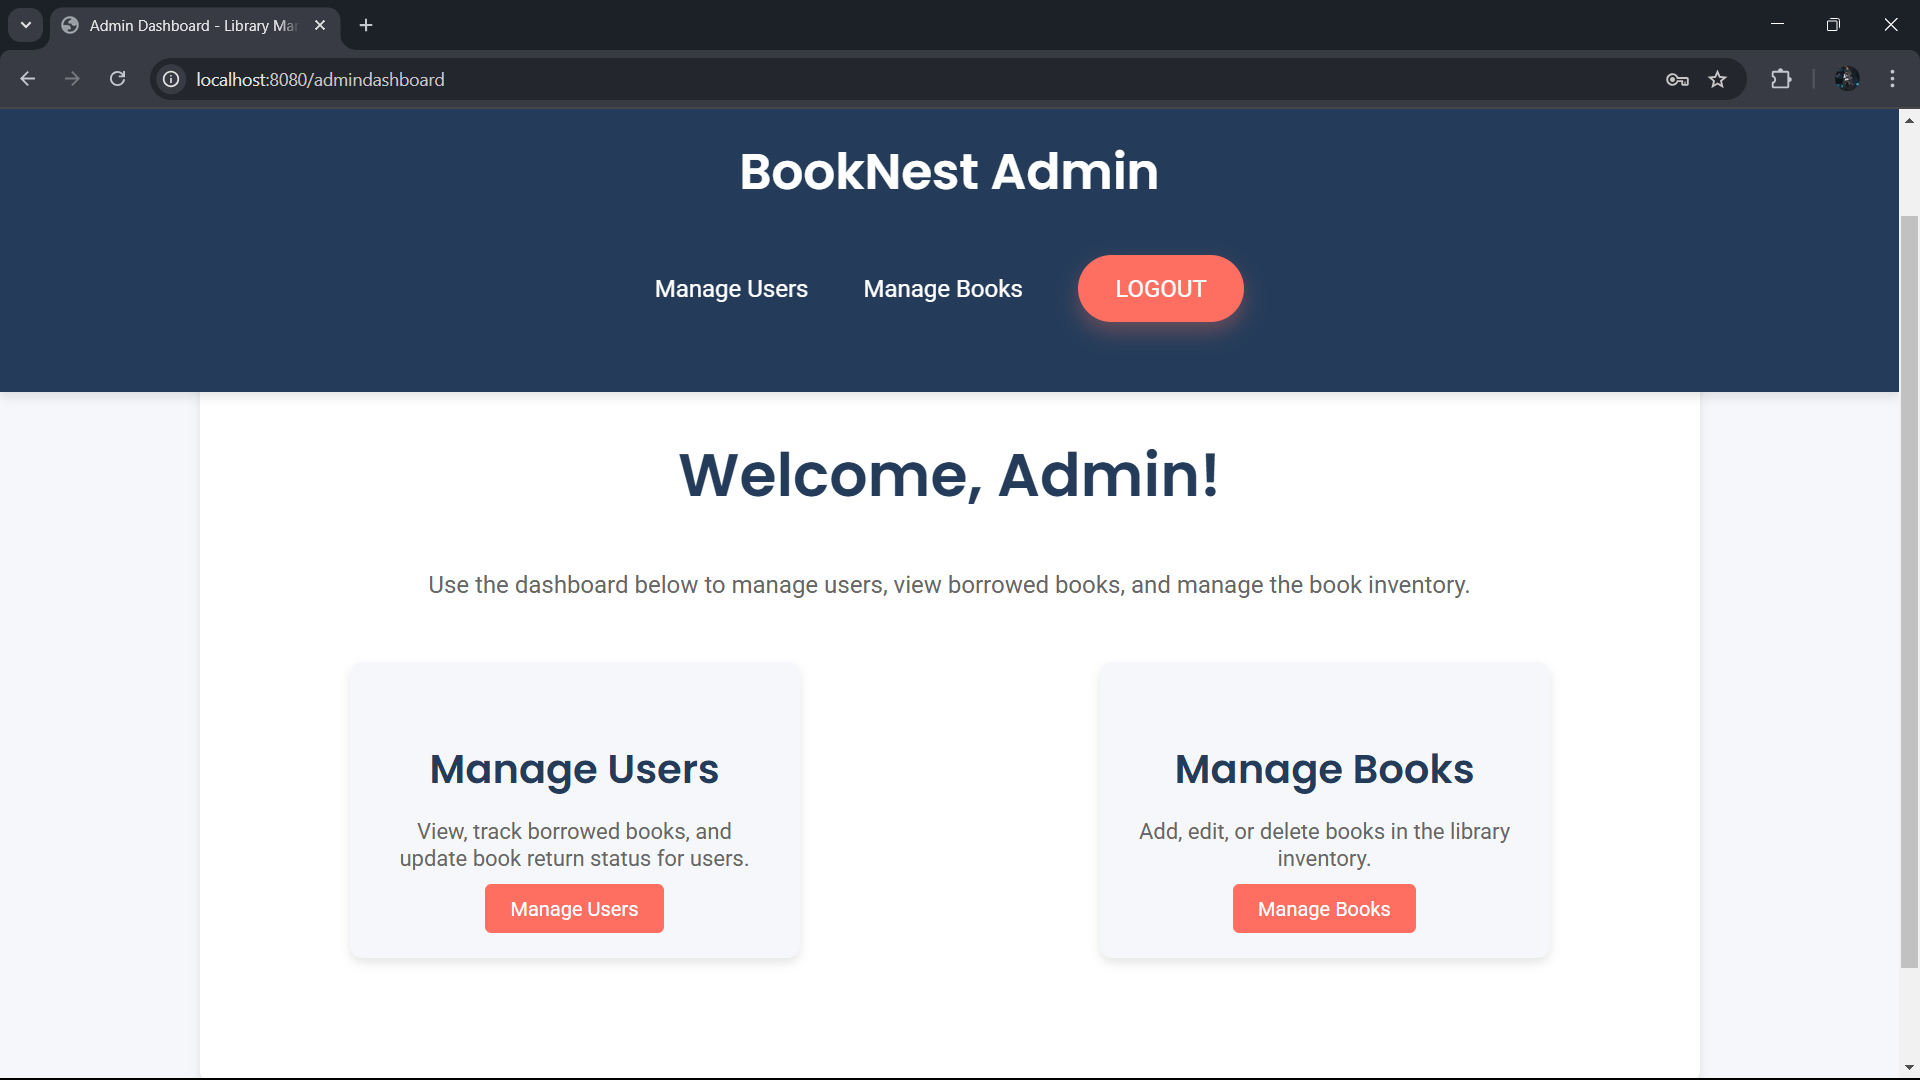 Admin Dashboard - Library Mar
localhost:8080/admindashboard
BookNest Admin
Manage Users
Manage Books
LOGOUT
Welcome, Admin!
Use the dashboard below to manage users, view borrowed books, and manage the book inventory.
Manage Users
View, track borrowed books, and
update book return status for users.
Manage Users
Manage Books
Add, edit, or delete books in the library
inventory.
Manage Books